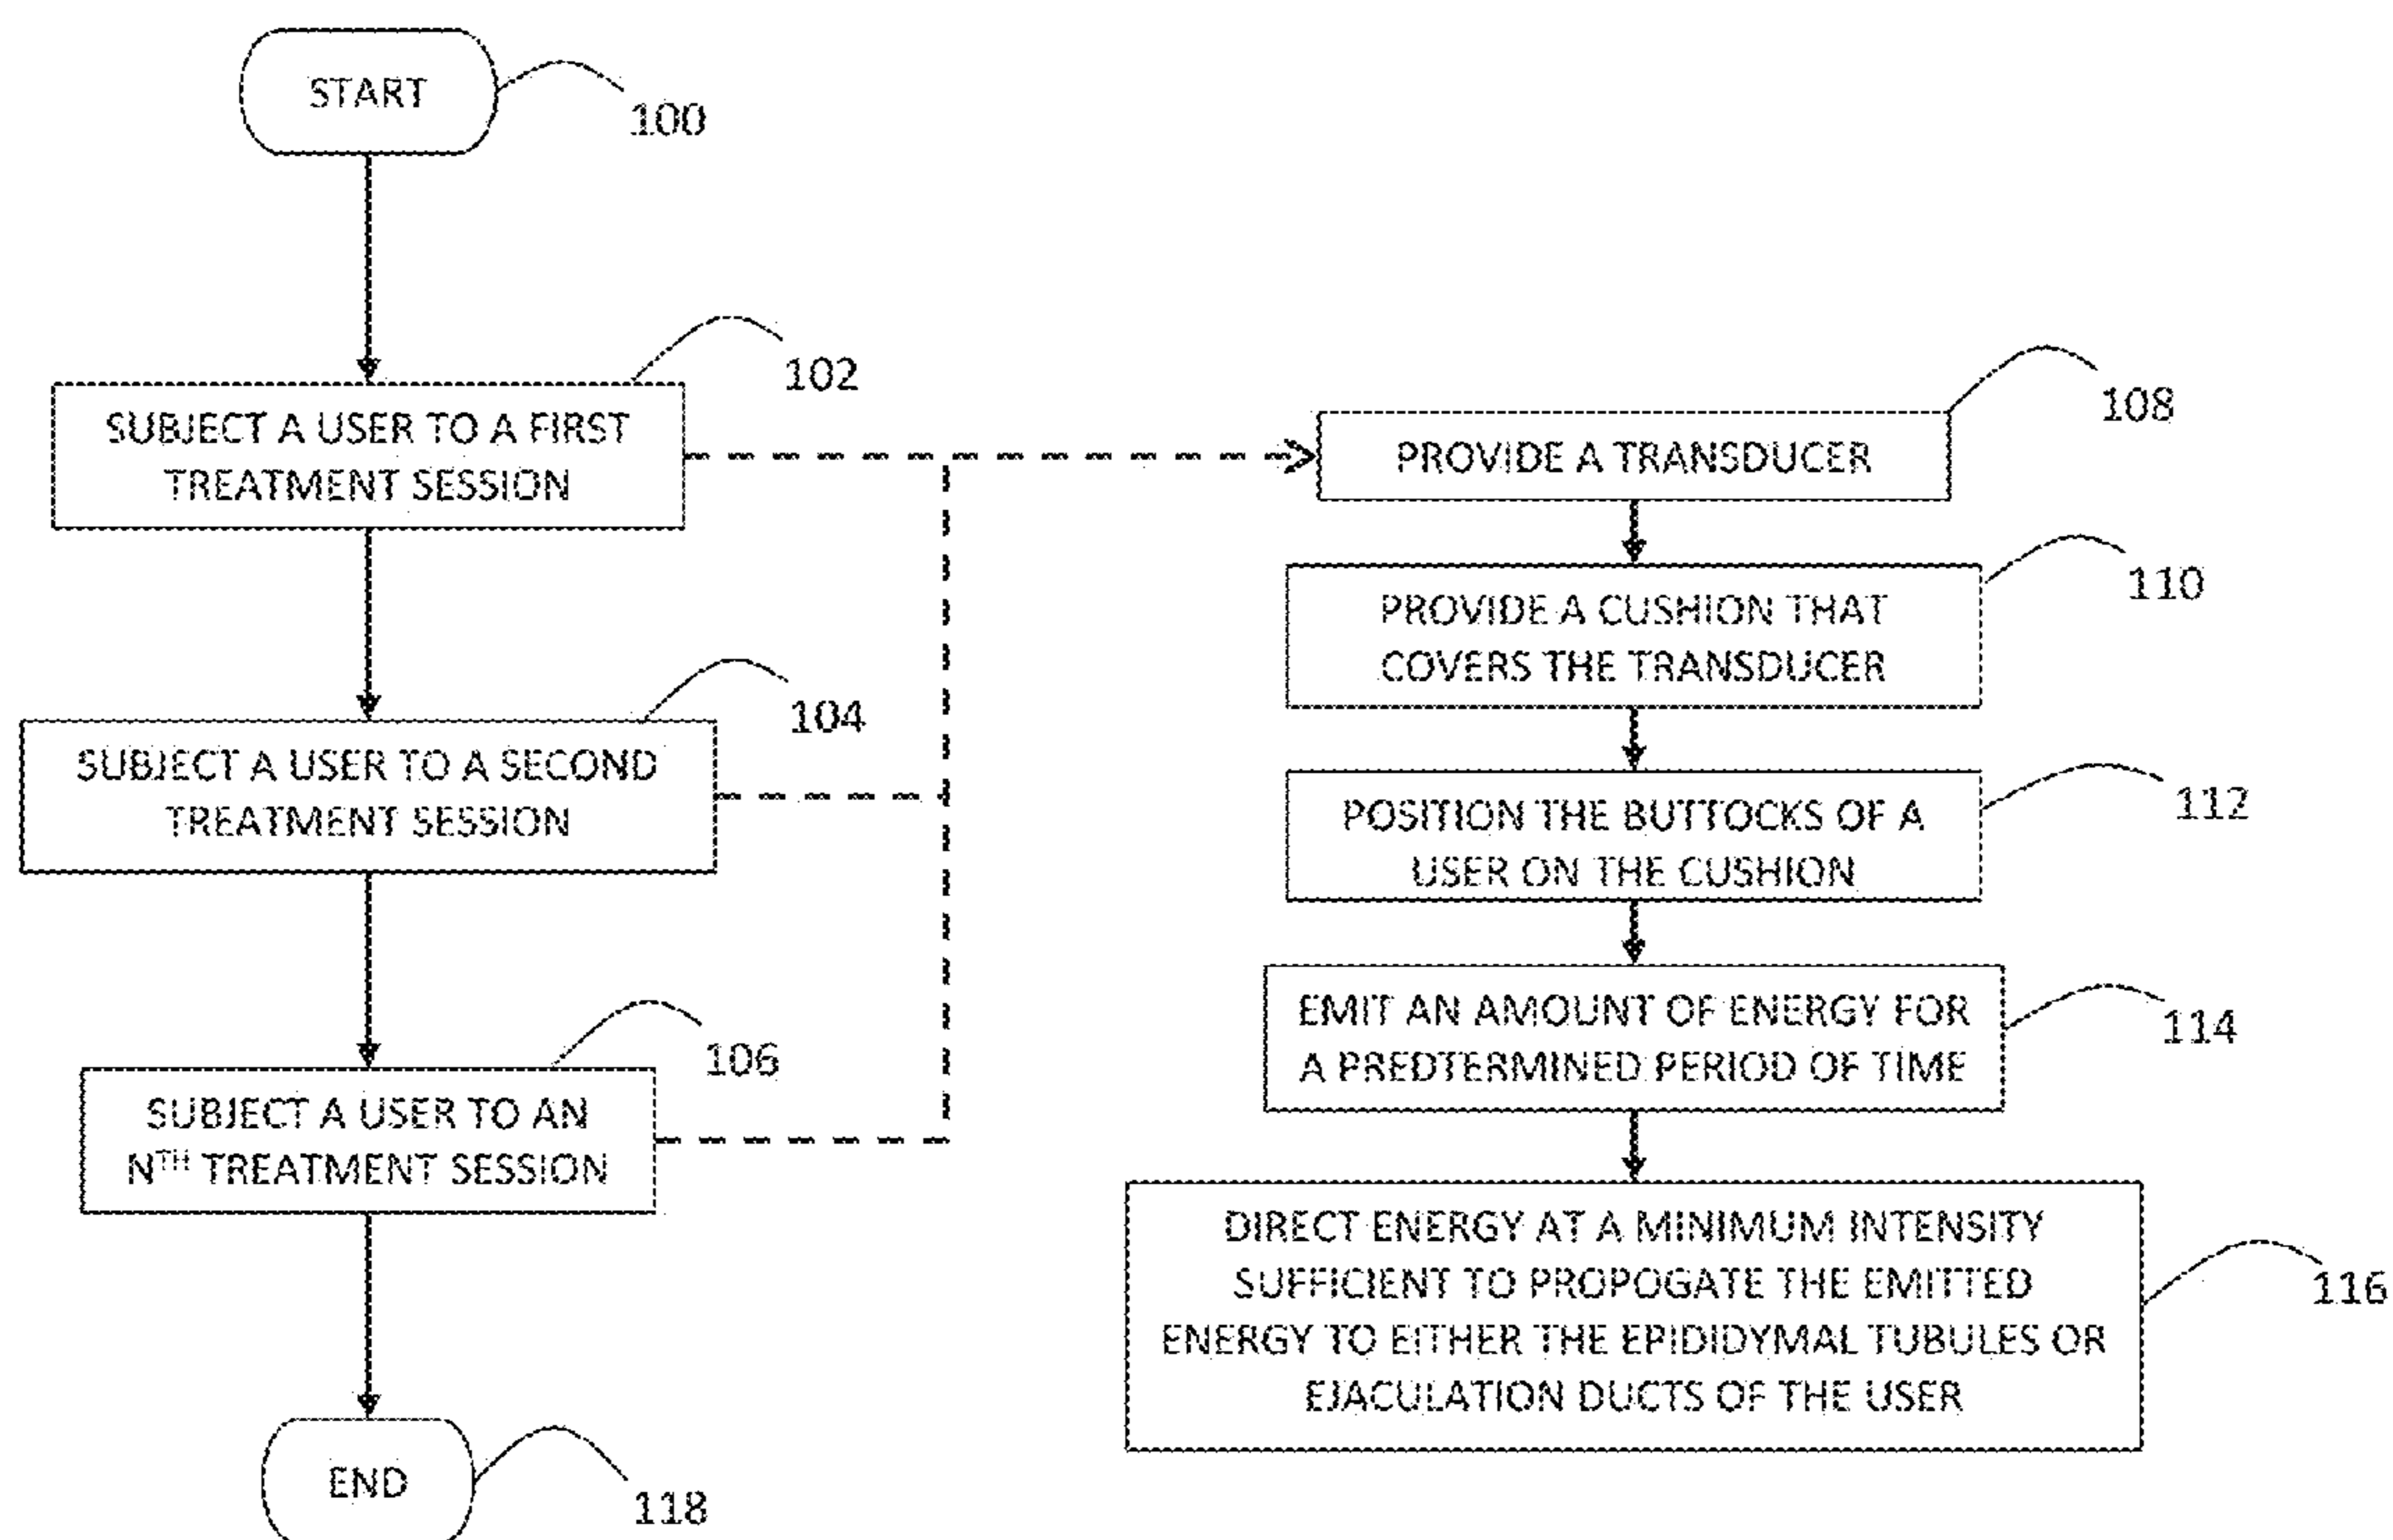 START
100
102
SUBJECT A USER TO A FIRST
TREATMENT SESSION
104
SUBJECT A USER TO A SECOND
TREATMENT SESSION
106
SUBJECT A USER TO AN
NTH TREATMENT SESSION
END
118
108
PROVIDE A TRANSDUCER
110
PROVIDE A CUSHION THAT
COVERS THE TRANSDUCER
112
POSITION THE BUTTOCKS OF A
USER ON THE CUSHION
114
EMIT AN AMOUNT OF ENERGY FOR
A PREDTERMINED PERIOD OF TIME
116
DIRECT ENERGY AT A MINIMUM INTENSITY
SUFFICIENT TO PROPOGATE THE EMITTED
ENERGY TO EITHER THE EPIDIDYMAL TUBULES OR
EJACULATION DUCTS OF THE USER